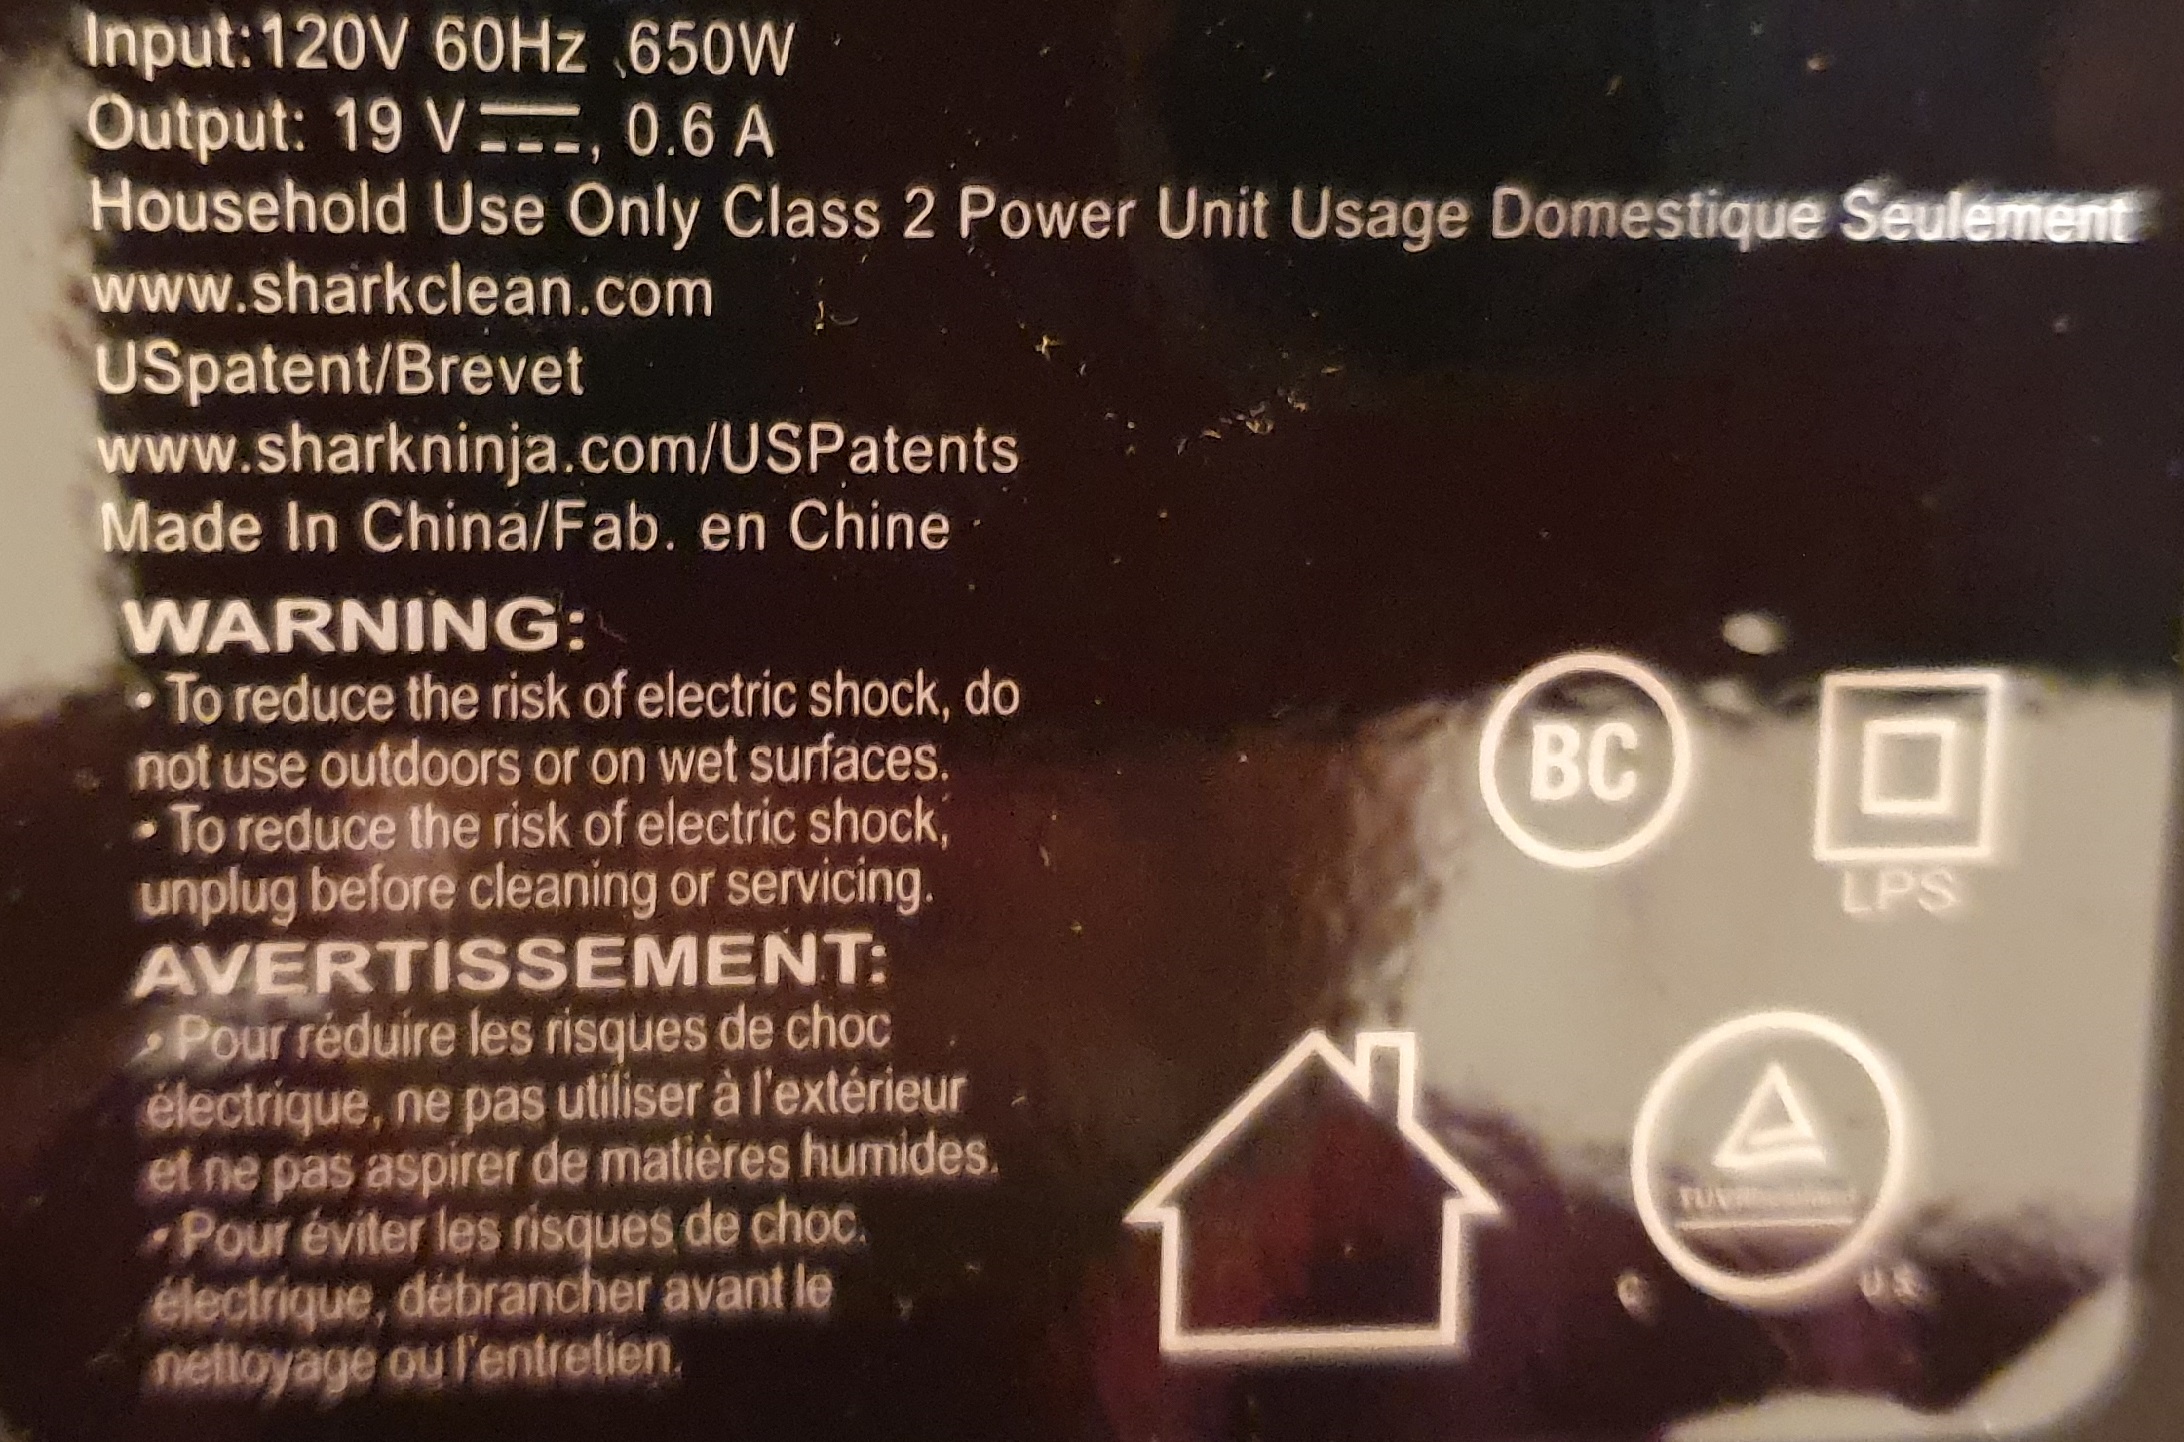 Input:120V 60Hz ,650W
Output: 19 V⎓, 0.6 A
Household Use Only Class 2 Power Unit Usage Domestique Seulement
www.sharkclean.com
USpatent/Brevet
www.sharkninja.com/USPatents
Made In China/Fab. en Chine
WARNING:
• To reduce the risk of electric shock, do
not use outdoors or on wet surfaces.
• To reduce the risk of electric shock,
unplug before cleaning or servicing.
AVERTISSEMENT:
• Pour réduire les risques de choc
électrique, ne pas utiliser à l'extérieur
et ne pas aspirer de matières humides.
• Pour éviter les risques de choc.
électrique, débrancher avant le
nettoyage ou l'entretien.
BC
LPS
TUVRheinland
C
US